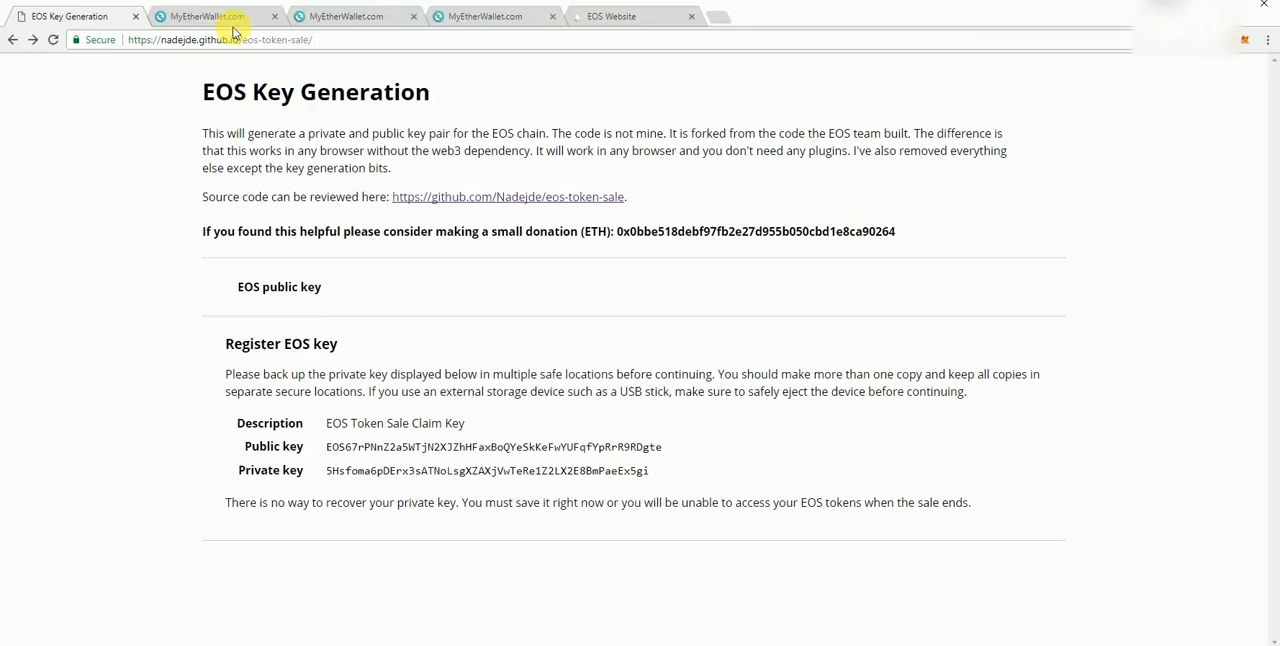 EOS Key Generation
MyEtherWallet.com
MyEtherWallet.com
MyEtherWallet.com
EOS Website
Secure https://nadejde.github.io/eos-token-sale/
EOS Key Generation
This will generate a private and public key pair for the EOS chain. The code is not mine. It is forked from the code the EOS team built. The difference is
that this works in any browser without the web3 dependency. It will work in any browser and you don't need any plugins. I've also removed everything
else except the key generation bits.
Source code can be reviewed here: https://github.com/Nadejde/eos-token-sale.
If you found this helpful please consider making a small donation (ETH): 0x0bbe518debf97fb2e27d955b050cbd1e8ca90264
EOS public key
Register EOS key
Please back up the private key displayed below in multiple safe locations before continuing. You should make more than one copy and keep all copies in
separate secure locations. If you use an external storage device such as a USB stick, make sure to safely eject the device before continuing.
Description EOS Token Sale Claim Key
Public key EOS67rPNnZ2a5WTjN2XJZhHFaxBoQYeSkKeFwYUFqfYpRrR9RDgte
Private key 5Hsfoma6pDErx3sATNoLsgXZAXjVwTeRe1Z2LX2E8BmPaeEx5gi
There is no way to recover your private key. You must save it right now or you will be unable to access your EOS tokens when the sale ends.